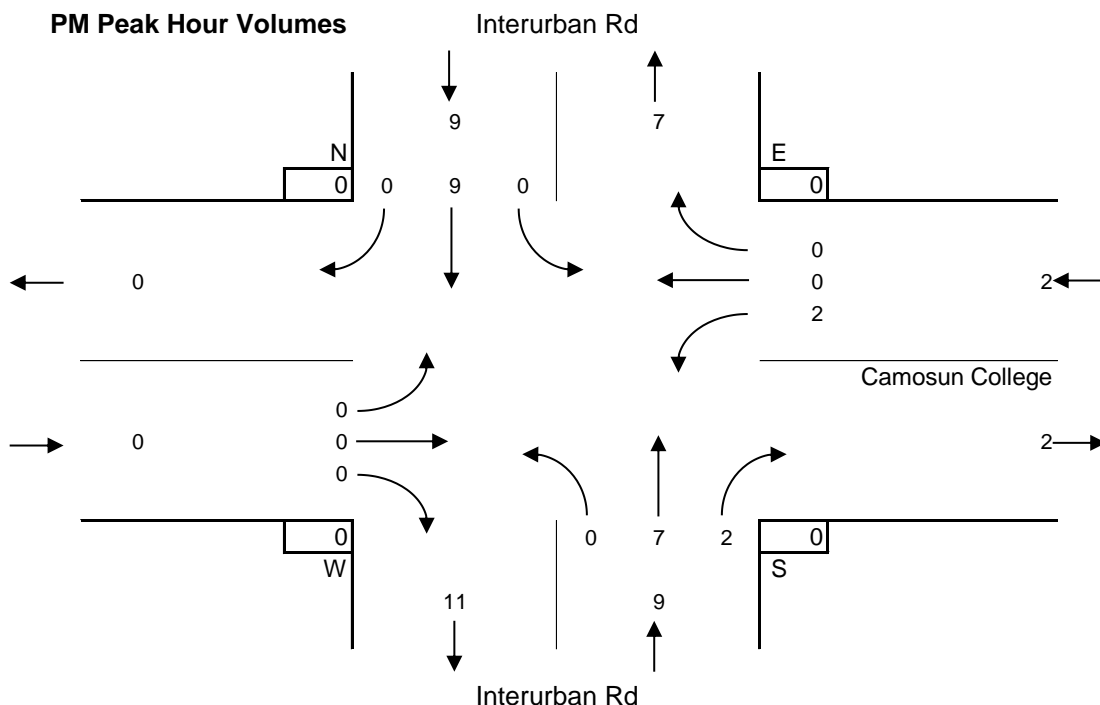 PM Peak Hour Volumes Interurban Rd
9 7
N E
0 0 9 0 0
0
0 0 2
2
Camosun College
0
0 0 2
0
0 0 7 2 0
W S
11 9
Interurban Rd